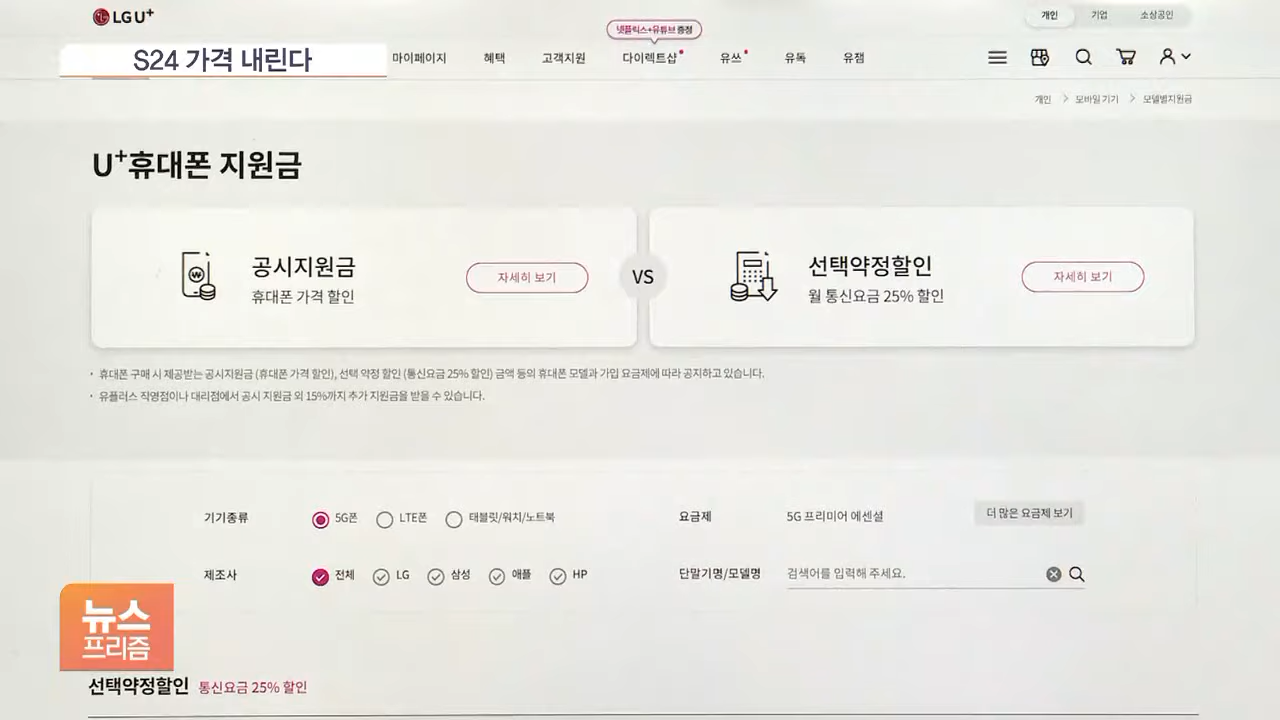 LG U+
개인 기업 소상공인
넷플릭스+유튜브 증정
S24 가격 내린다
마이페이지 혜택 고객지원 다이렉트샵 유쓰 유독 유잼
개인 > 모바일 기기 > 모델별지원금
U+휴대폰 지원금
공시지원금
휴대폰 가격 할인
자세히 보기
VS
선택약정할인
월 통신요금 25% 할인
자세히 보기
· 휴대폰 구매 시 제공받는 공시지원금 (휴대폰 가격 할인), 선택 약정 할인 (통신요금 25% 할인) 금액 등의 휴대폰 모델과 가입 요금제에 따라 공지하고 있습니다.
· 유플러스 직영점이나 대리점에서 공시 지원금 외 15%까지 추가 지원금을 받을 수 있습니다.
기기종류 5G폰 LTE폰 태블릿/워치/노트북
요금제 5G 프리미어 에센셜 더 많은 요금제 보기
제조사 전체 LG 삼성 애플 HP
단말기명/모델명 검색어를 입력해 주세요.
뉴스
프리즘
선택약정할인 통신요금 25% 할인